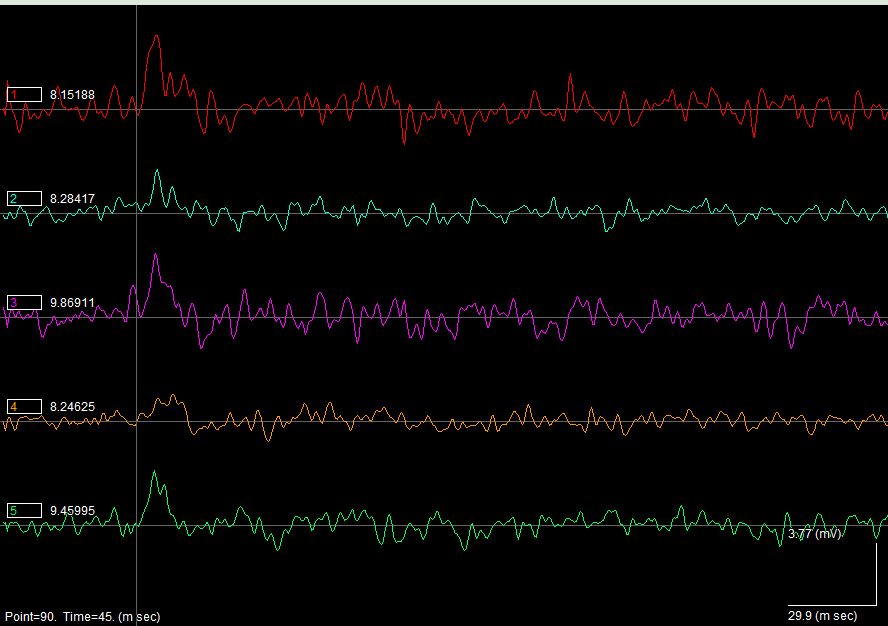 1 8.15188
2 8.28417
3 9.86911
4 8.24625
5 9.45995
3.77 (mV)
Point=90. Time=45. (m sec)
29.9 (m sec)